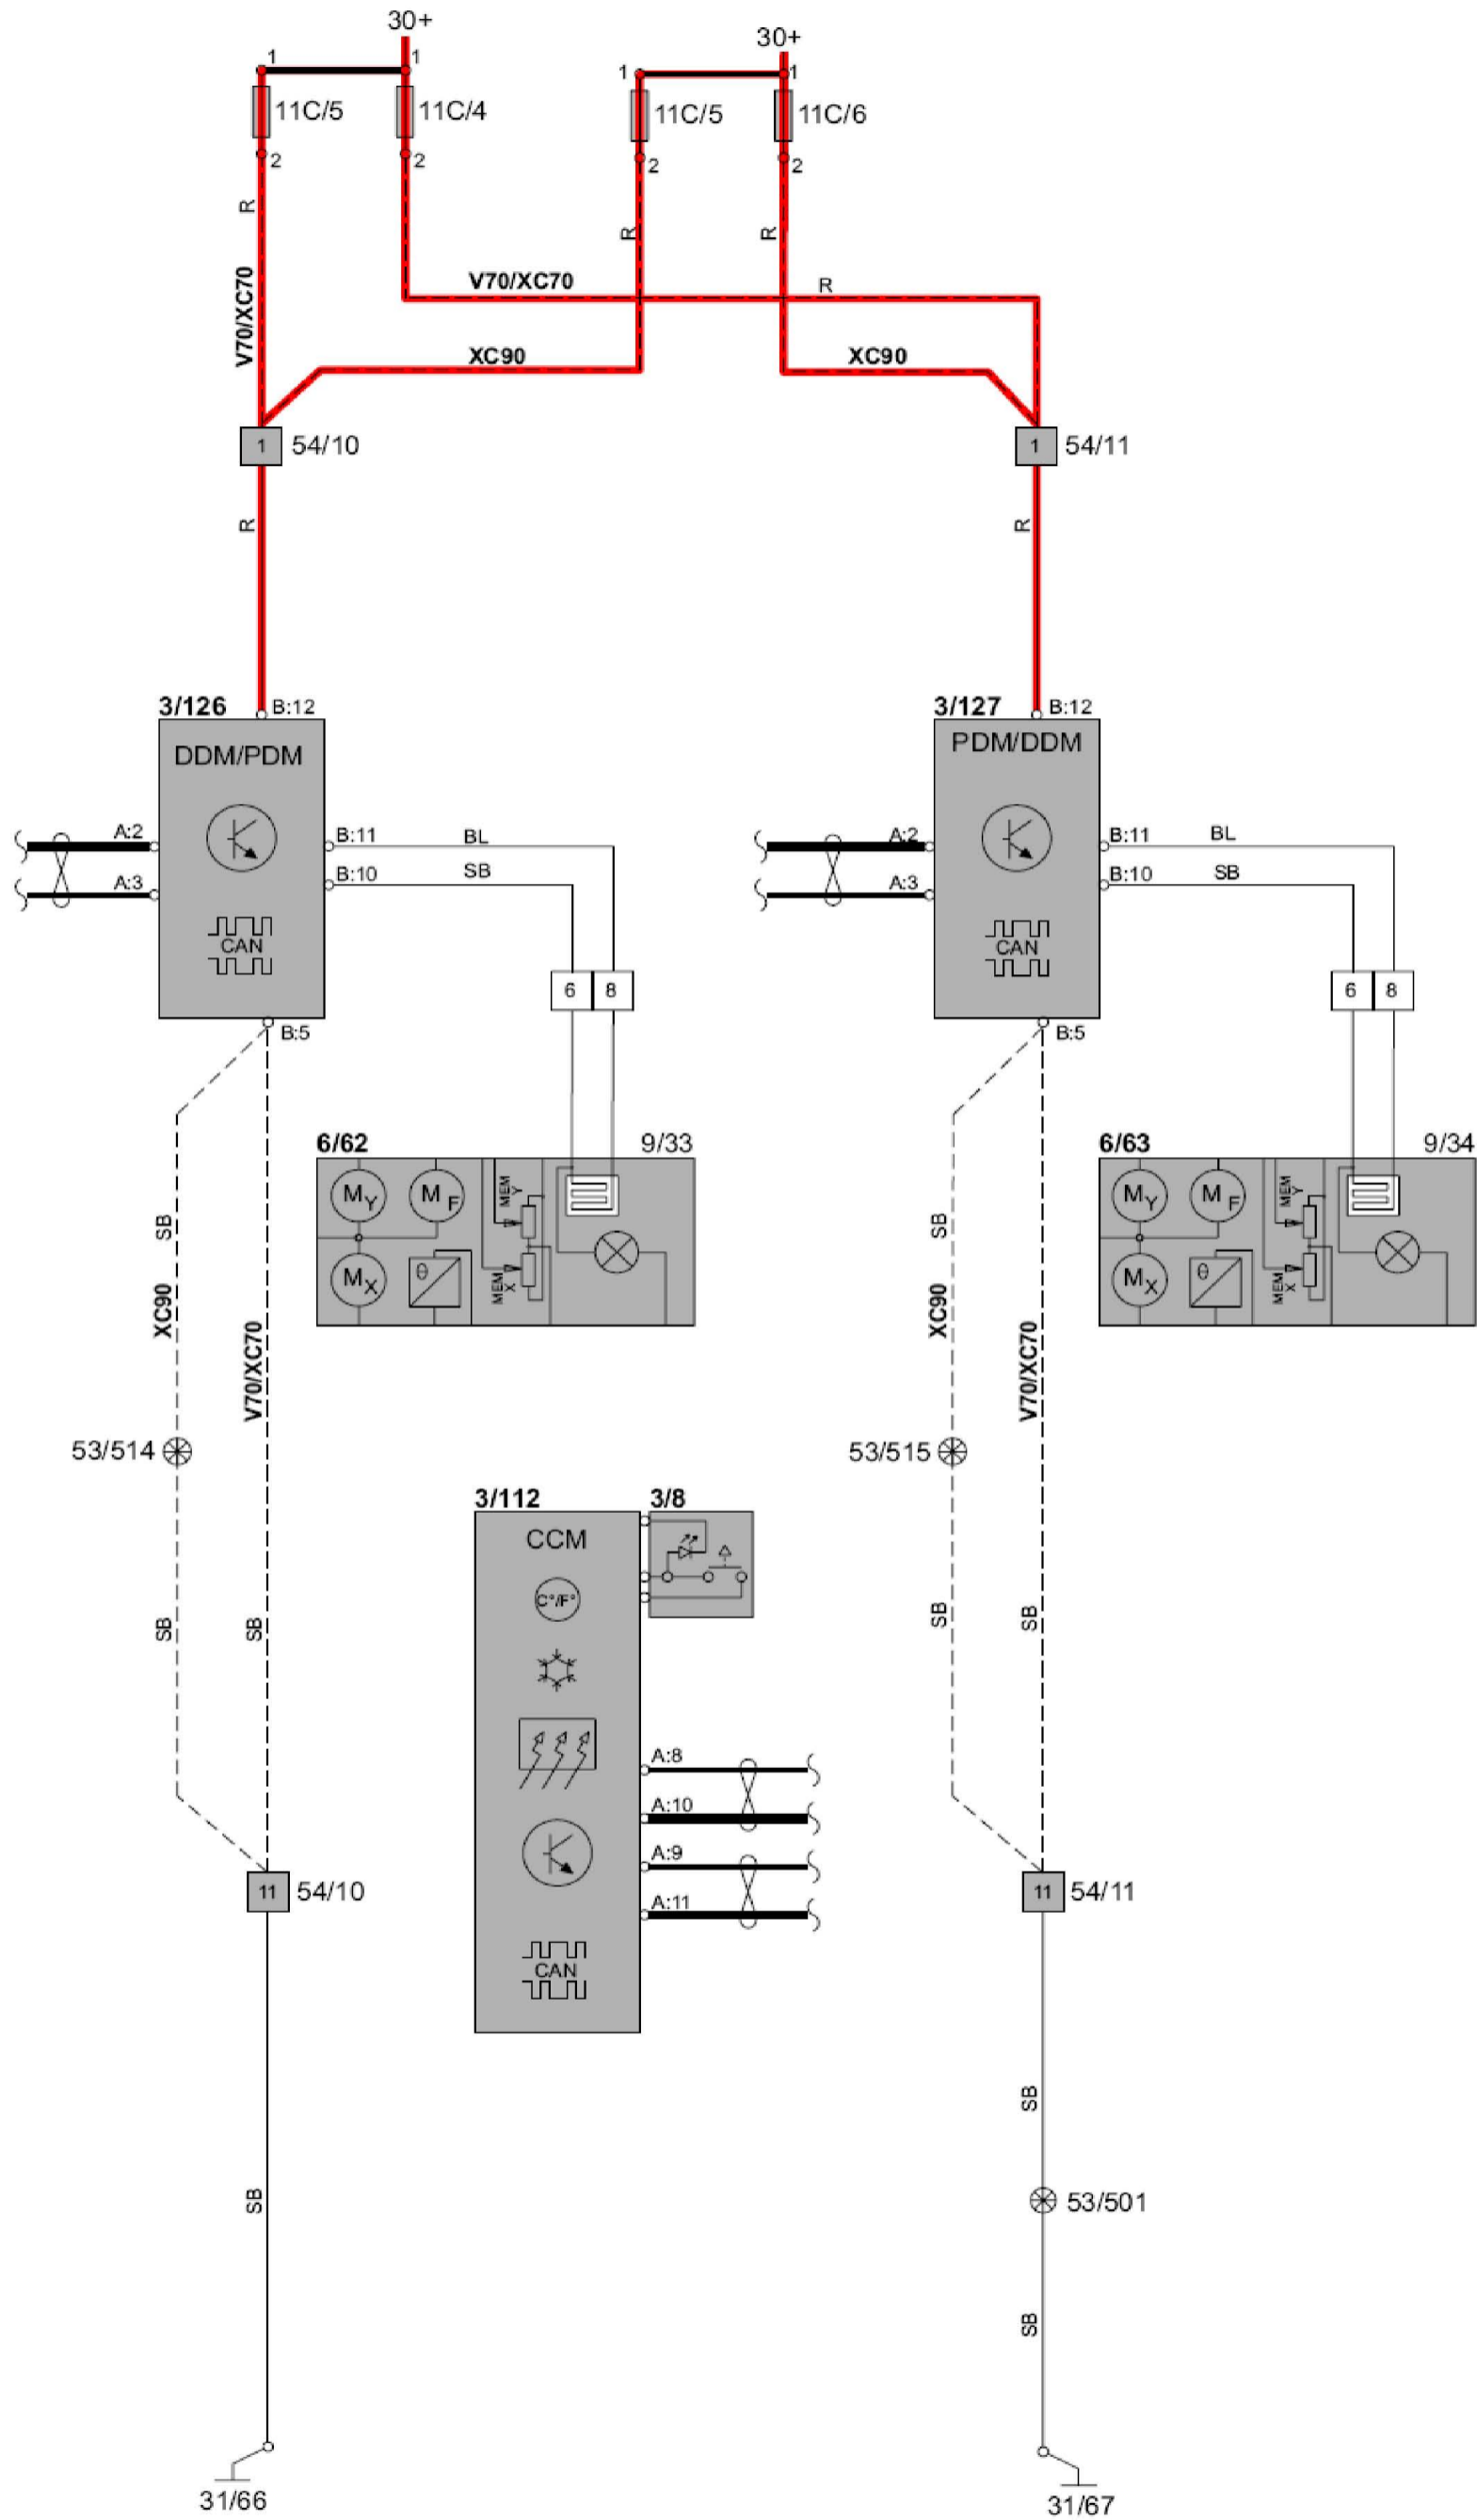 30+
30+
1
1
1
1
11C/5
11C/4
11C/5
11C/6
2
2
2
2
R
R
R
V70/XC70
V70/XC70
R
XC90
XC90
1
54/10
1
54/11
R
R
3/126
B:12
3/127
B:12
DDM/PDM
PDM/DDM
A:2
B:11
BL
A:2
B:11
BL
A:3
B:10
SB
A:3
B:10
SB
CAN
CAN
6
8
6
8
B:5
B:5
6/62
9/33
6/63
9/34
MY
MF
MEM Y
MY
MF
MEM Y
MX
θ
MEM X
MX
θ
MEM X
SB
SB
XC90
XC90
V70/XC70
V70/XC70
53/514
53/515
3/112
3/8
CCM
C°/F°
SB
SB
SB
SB
A:8
A:10
A:9
A:11
CAN
11
54/10
11
54/11
SB
SB
53/501
SB
31/66
31/67